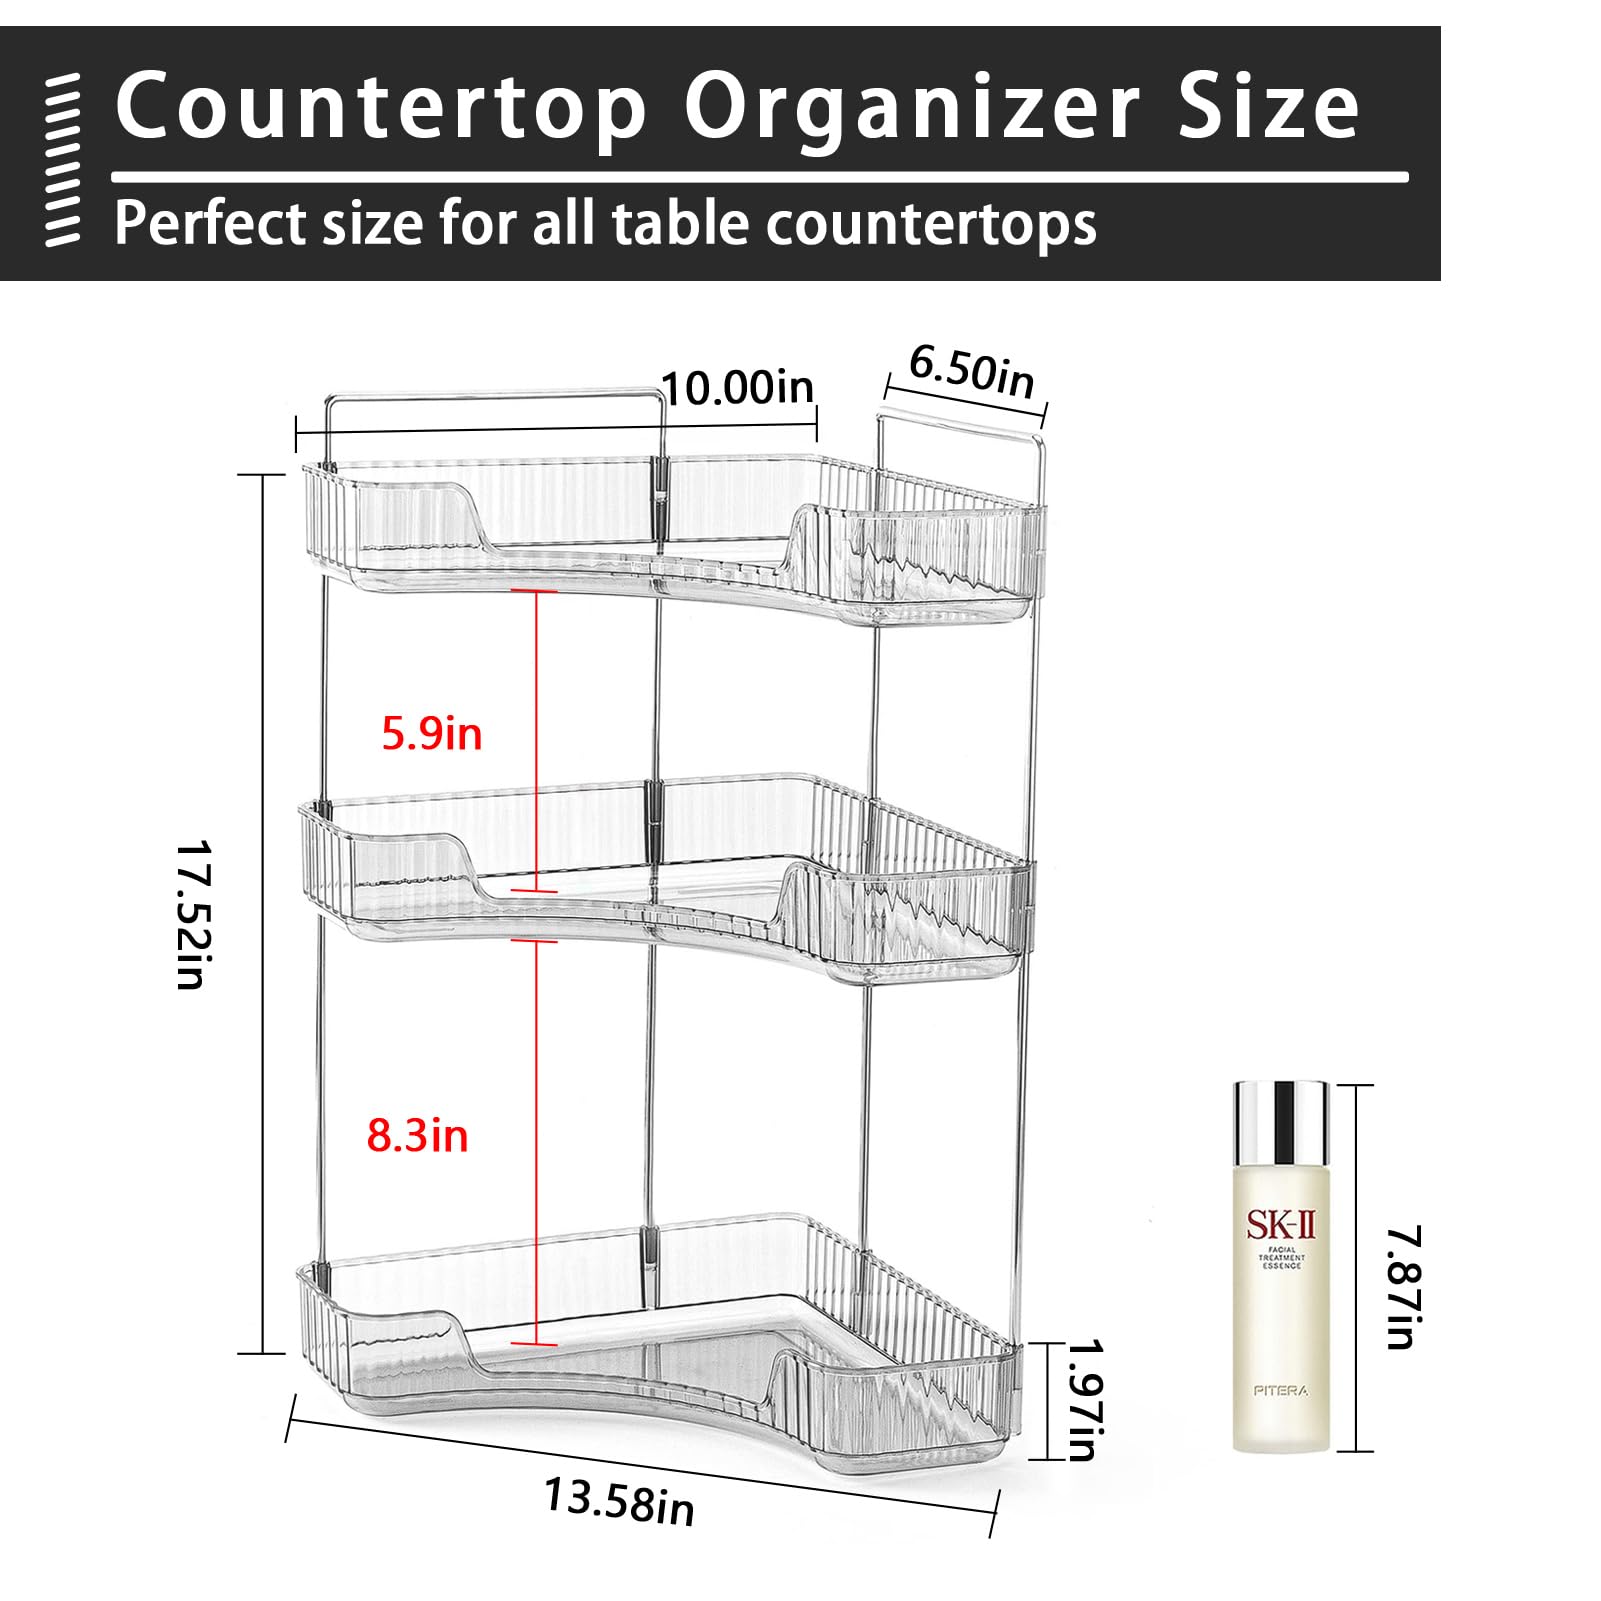 Countertop Organizer Size
Perfect size for all table countertops
10.00in
6.50in
5.9in
17.52in
8.3in
SK-II
FACIAL
TREATMENT
ESSENCE
PITERA
7.87in
1.97in
13.58in